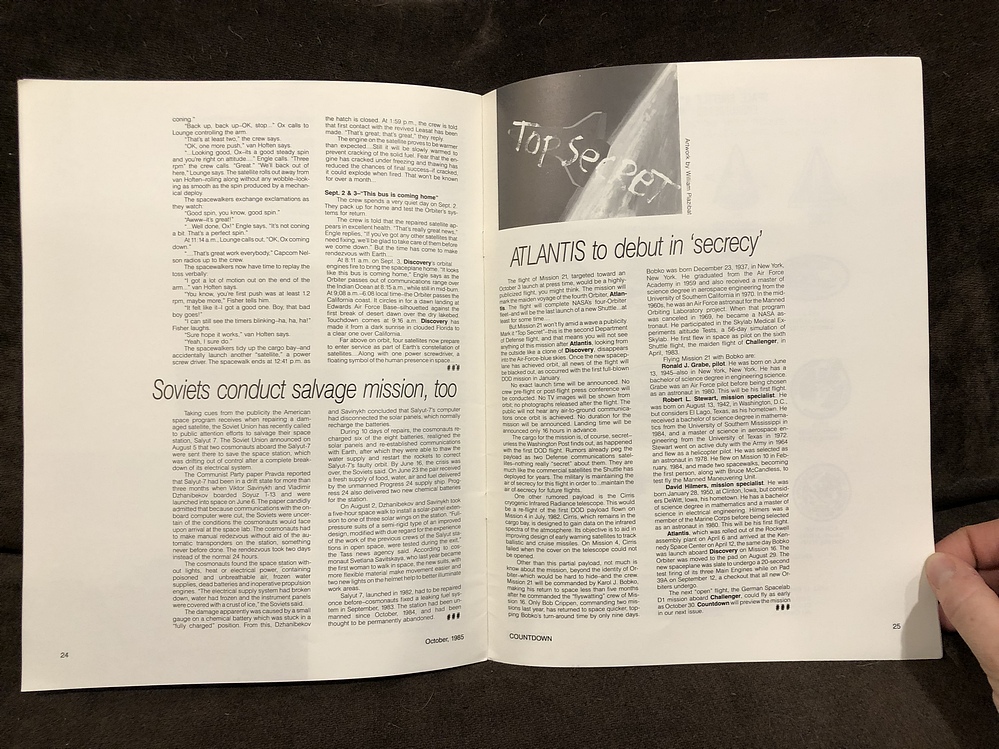 coming."
"Back up, back up–OK, stop..." Ox calls to
Lounge controlling the arm.
"That's at least two," the crew says.
"OK, one more push," van Hoften says.
"...Looking good, Ox–its a good steady spin
and you're right on attitude..." Engle calls. "Three
rpm" the crew calls. "Great." "We'll back out of
here," Lounge says. The satellite rolls out away from
van Hoften–rolling along without any wobble–look-
ing as smooth as the spin produced by a mechan-
ical deploy.
The spacewalkers exchange exclamations as
they watch:
"Good spin, you know, good spin."
"Awww–it's great!"
"...Well done, Ox! Engle says, "It's not coning
a bit. That's a perfect spin."
At 11:14 a.m., Lounge calls out, "OK, Ox coming
down."
"...That's great work everybody," Capcom Nel-
son radios up to the crew.
The spacewalkers now have time to replay the
toss verbally:
"I got a lot of motion out on the end of the
arm..." van Hoften says.
"You know, you're first push was at least 1.2
rpm, maybe more," Fisher tells him.
"It felt like it–I got a good one. Boy, that bad
boy goes!"
"I can still see the timers blinking–ha, ha, ha!"
Fisher laughs.
"Sure hope it works," van Hoften says.
"Yeah, I sure do."
The spacewalkers tidy up the cargo bay–and
accidentally launch another "satellite," a power
screw driver. The spacewalk ends at 12:41 p.m. as
the hatch is closed. At 1:59 p.m., the crew is told
that first contact with the revived Leasat has been
made. "That's great; that's great," they reply.
The engine on the satellite proves to be warmer
than expected....Still it will be slowly warmed to
prevent cracking of the solid fuel. Fear that the en-
gine has cracked under freezing and thawing has
reduced the chances of final success–if cracked,
it could explode when fired. That won't be known
for over a month...
Sept. 2 & 3–"This bus is coming home"
The crew spends a very quiet day on Sept. 2.
They pack up for home and test the Orbiter's sys-
tems for return.
The crew is told that the repaired satellite ap-
pears in excellent health. "That's really great news,"
Engle replies, "If you've got any other satellites that
need fixing, we'll be glad to take care of them before
we come down." But the time has come to make
rendezvous with Earth....
At 8:11 a.m. on Sept. 3, Discovery's orbital
engines fire to bring the spaceplane home. "It looks
like this bus is coming home," Engle says as the
Orbiter passes out of communications range over
the Indian Ocean at 8:15 a.m., while still in mid-burn.
At 9:08 a.m.–6:08 local time–the Orbiter passes the
California coast. It circles in for a dawn landing at
Edwards Air Force Base–silhouetted against the
first break of desert dawn over the dry lakebed.
Touchdown comes at 9:16 a.m. Discovery has
made it from a dark sunrise in clouded Florida to
a clear one over California.
Far above on orbit, four satellites now prepare
to enter service as part of Earth's constellation of
satellites...Along with one power screwdriver, a
floating symbol of the human presence in space....
Soviets conduct salvage mission, too
Taking cues from the publicity the American
space program receives when repairing a dam-
aged satellite, the Soviet Union has recently called
to public attention efforts to salvage their space
station, Salyut 7. The Soviet Union announced on
August 5 that two cosmonauts aboard the Salyut-7
were sent there to save the space station, which
was drifting out of control after a complete break-
down of its electrical system.
The Communist Party paper Pravda reported
that Salyut-7 had been in a drift state for more than
three months when Viktor Savinykh and Vladimir
Dzhanibekov boarded Soyuz T-13 and were
launched into space on June 6. The paper candidly
admitted that because communications with the on-
board computer were cut, the Soviets were uncer-
tain of the conditions the cosmonauts would face
upon arrival at the space lab. The cosmonauts had
to make manual rendezvous without aid of the au-
tomatic transponders on the station, something
never before done. The rendezvous took two days
instead of the normal 24 hours.
The cosmonauts found the space station with-
out lights, heat or electrical power, containing
poisoned and unbreathable air, frozen water
supplies, dead batteries and inoperative propulsion
engines. "The electrical supply system had broken
down, water had frozen and the instrument panels
were covered with a crust of ice," the Soviets said.
The damage apparently was caused by a small
gauge on a chemical battery which was stuck in a
"fully charged" position. From this, Dzhanibekov
and Savinykh concluded that Salyut-7's computer
had disconnected the solar panels, which normally
recharge the batteries.
During 10 days of repairs, the cosmonauts re-
charged six of the eight batteries, realigned the
solar panels and re-established communications
with Earth, after which they were able to thaw the
water supply and restart the rockets to correct
Salyut-7's faulty orbit. By June 16, the crisis was
over, the Soviets said. On June 23 the pair received
a fresh supply of food, water, air and fuel delivered
by the unmanned Progress 24 supply ship. Prog-
ress 24 also delivered two new chemical batteries
for the station.
On August 2, Dzhanibekov and Savinykh took
a five-hour space walk to install a solar-panel exten-
sion to one of three solar wings on the station. "Full-
pressure suits of a semi-rigid type of an improved
design, modified with due regard for the experience
of the work of the previous crews of the Salyut sta-
tions in open space, were tested during the exit,"
the Tass news agency said. According to cos-
monaut Svetlana Savitskaya, who last year became
the first woman to walk in space, the new suits, with
more flexible material make movement easier and
two new lights on the helmet help to better illuminate
work areas.
Salyut 7, launched in 1982, had to be repaired
once before–cosmonauts fixed a leaking fuel sys-
tem in September, 1983. The station had been un-
manned since October, 1984, and had been
thought to be permanently abandoned.
24
October, 1985
TOP SECRET
Artwork by William Plazibat
ATLANTIS to debut in 'secrecy'
The flight of Mission 21, targeted toward an
October 3 launch at press time, would be a highly-
publicized flight, you might think. The mission will
mark the maiden voyage of the fourth Orbiter, Atlan-
tis. The flight will complete NASA's four-Orbiter
fleet–and will be the last launch of a new Shuttle ...at
least for some time...
But Mission 21 won't fly amid a wave a publicity.
Mark it "Top Secret"–this is the second Department
of Defense flight, and that means you will not see
anything of this mission after Atlantis, looking from
the outside like a clone of Discovery, disappears
into the Air-Force-blue skies. Once the new spacep-
lane has achieved orbit, all news of the flight will
be blacked out, as occurred with the first full-blown
DOD mission in January.
No exact launch time will be announced. No
crew pre-flight or post-flight press conference will
be conducted. No TV images will be shown from
orbit; no photographs released after the flight. The
public will not hear any air-to-ground communica-
tions once orbit is achieved. No duration for the
mission will be announced. Landing time will be
announced only 16 hours in advance.
The cargo for the mission is, of course, secret–
unless the Washington Post finds out, as happened
with the first DOD flight. Rumors already peg the
payload as two Defense communications satel-
lites–nothing really "secret" about them. They are
much like the commercial satellites the Shuttle has
deployed for years. The military is maintaining the
air of secrecy for this flight in order to...maintain the
air of secrecy for future flights.
One other rumored payload is the Cirris
cryogenic Infrared Radiance telescope. This would
be a re-flight of the first DOD payload flown on
Mission 4 in July, 1982. Cirris, which remains in the
cargo bay, is designed to gain data on the infrared
spectra of the atmosphere. Its objective is to aid in
improving design of early warning satellites to track
ballistic and cruise missiles. On Mission 4, Cirris
failed when the cover on the telescope could not
be opened.
Other than this partial payload, not much is
know about the mission, beyond the identity of Or-
biter–which would be hard to hide–and the crew.
Mission 21 will be commanded by Karol J. Bobko,
making his return to space less than five months
after he commanded the "flyswatting" crew of Mis-
sion 16. Only Bob Crippen, commanding two mis-
sions last year, has returned to space quicker, top-
ping Bobko's turn-around time by only nine days.
Bobko was born December 23, 1937, in New York,
New York. He graduated from the Air Force
Academy in 1959 and also received a master of
science degree in aerospace engineering from the
University of Southern California in 1970. In the mid-
1960s, he was an Air Force astronaut for the Manned
Orbiting Laboratory project. When that program
was canceled in 1969, he became a NASA as-
tronaut. He participated in the Skylab Medical Ex-
periments Altitude Tests, a 56-day simulation of
Skylab. He first flew in space as pilot on the sixth
Shuttle flight, the maiden flight of Challenger, in
April, 1983.
Flying Mission 21 with Bobko are:
Ronald J. Grabe, pilot. He was born on June
13, 1945–also in New York, New York. He has a
bachelor of science degree in engineering science.
Grabe was an Air Force pilot before being chosen
as an astronaut in 1980. This will be his first flight.
Robert L. Stewart, mission specialist. He
was born on August 13, 1942, in Washington, D.C.,
but considers El Lago, Texas, as his hometown. He
received a bachelor of science degree in mathema-
tics from the University of Southern Mississippi in
1964, and a master of science in aerospace en-
gineering from the University of Texas in 1972.
Stewart went on active duty with the Army in 1964
and flew as a helicopter pilot. He was selected as
an astronaut in 1978. He flew on Mission 10 in Feb-
ruary, 1984, and made two spacewalks, becoming
the first person, along with Bruce McCandless, to
test fly the Manned Maneuvering Unit.
David Hilmers, mission specialist. He was
born January 28, 1950, at Clinton, Iowa, but consid-
ers DeWitt, Iowa, his hometown. He has a bachelor
of science degree in mathematics and a master of
science in electrical engineering. Hilmers was a
member of the Marine Corps before being selected
as an astronaut in 1980. This will be his first flight.
Atlantis, which was rolled out of the Rockwell
assembly plant on April 6 and arrived at the Ken-
nedy Space Center on April 12, the same day Bobko
was launch aboard Discovery on Mission 16. The
Orbiter was moved to the pad on August 29. The
new spaceplane was slated to undergo a 20-second
test firing of its three Main Engines while on Pad
39A on September 12, a checkout that all new Or-
biters undergo.
The next "open" flight, the German Spacelab
D1 mission aboard Challenger, could fly as early
as October 30. Countdown will preview the mission
in our next issue.
COUNTDOWN
25